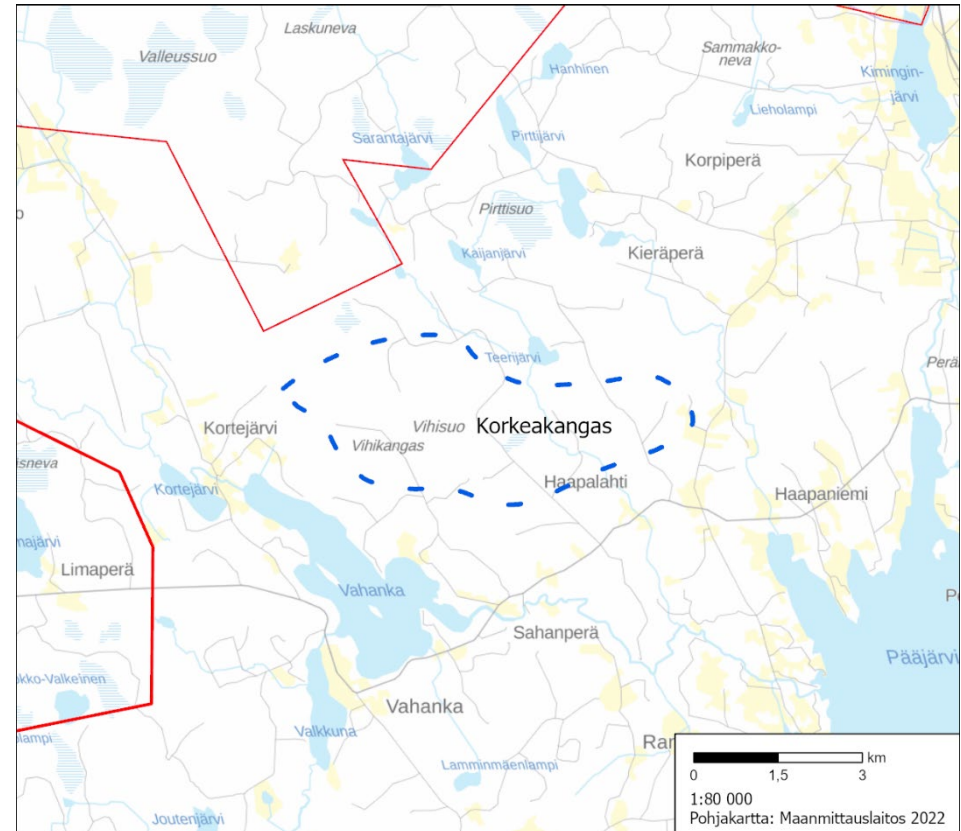 Laskuneva
Valleussuo
Sammakko-
neva
Hanhinen
Kimingin-
järvi
Lieholampi
Sarantajärvi
Pirttijärvi
Korpiperä
Pirttisuo
Kaijanjärvi
Kieräperä
Teerijärvi
Kortejärvi
Vihisuo
Korkeakangas
Vihikangas
Haapalahti
Kortejärvi
Haapaniemi
Limaperä
Vahanka
Sahanperä
Pääjärvi
Vahanka
Valkkuna
Lamminmäenlampi
Joutenjärvi
km
0
1,5
3
1:80 000
Pohjakartta: Maanmittauslaitos 2022